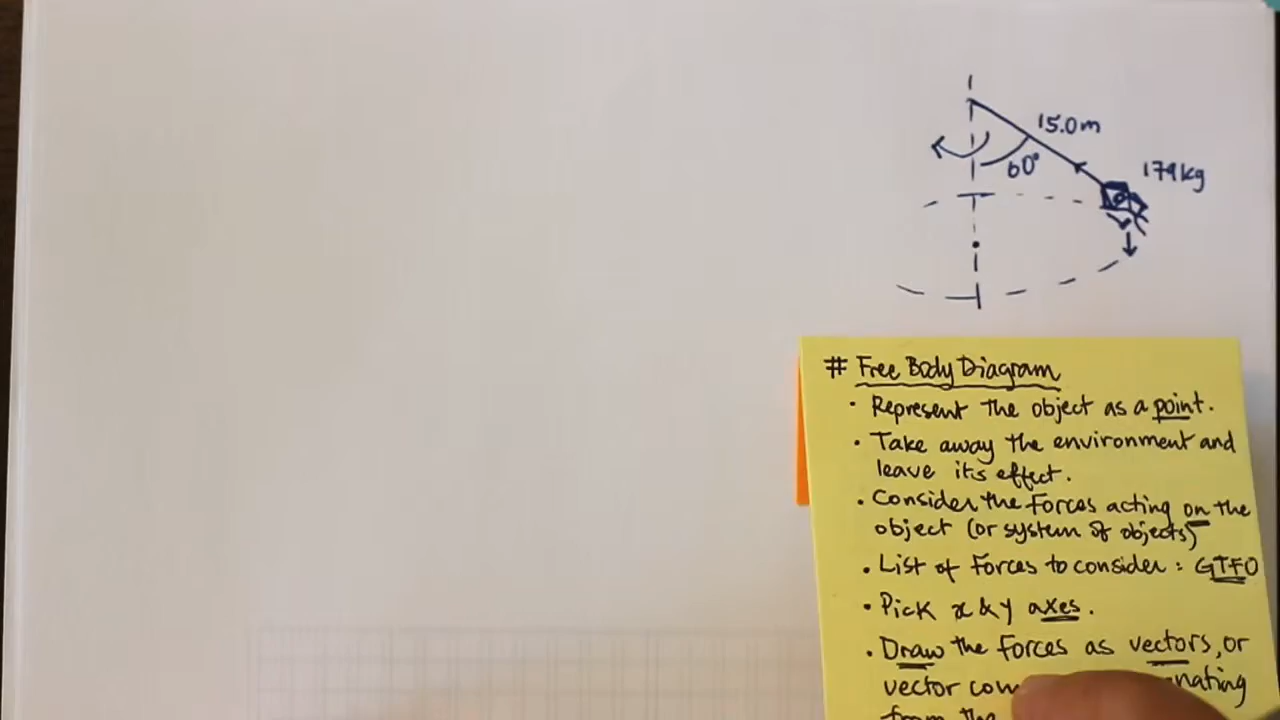 15.0m
60°
179kg
# Free Body Diagram
• Represent the object as a point.
• Take away the environment and
leave its effect.
• Consider the Forces acting on the
object (or system of objects)
• List of Forces to consider : GTFO
• Pick x & y axes.
• Draw the Forces as vectors, or
vector
from the